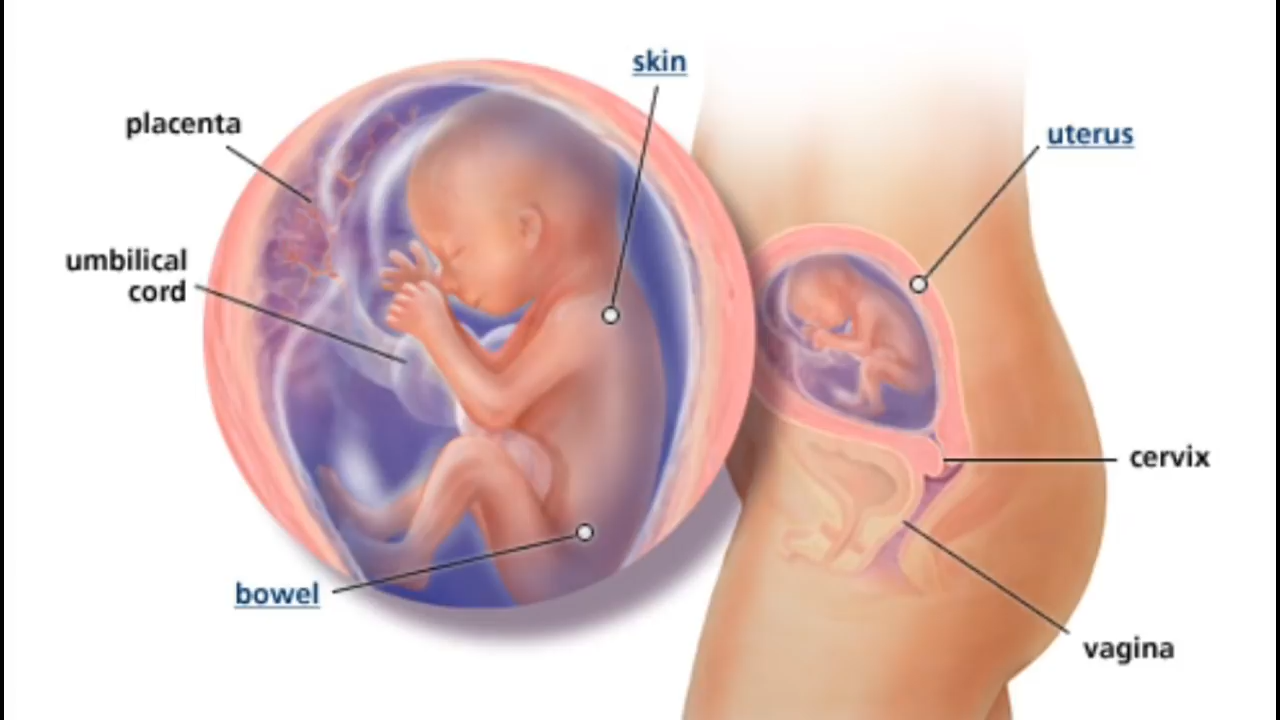 skin
placenta
uterus
umbilical
cord
cervix
bowel
vagina